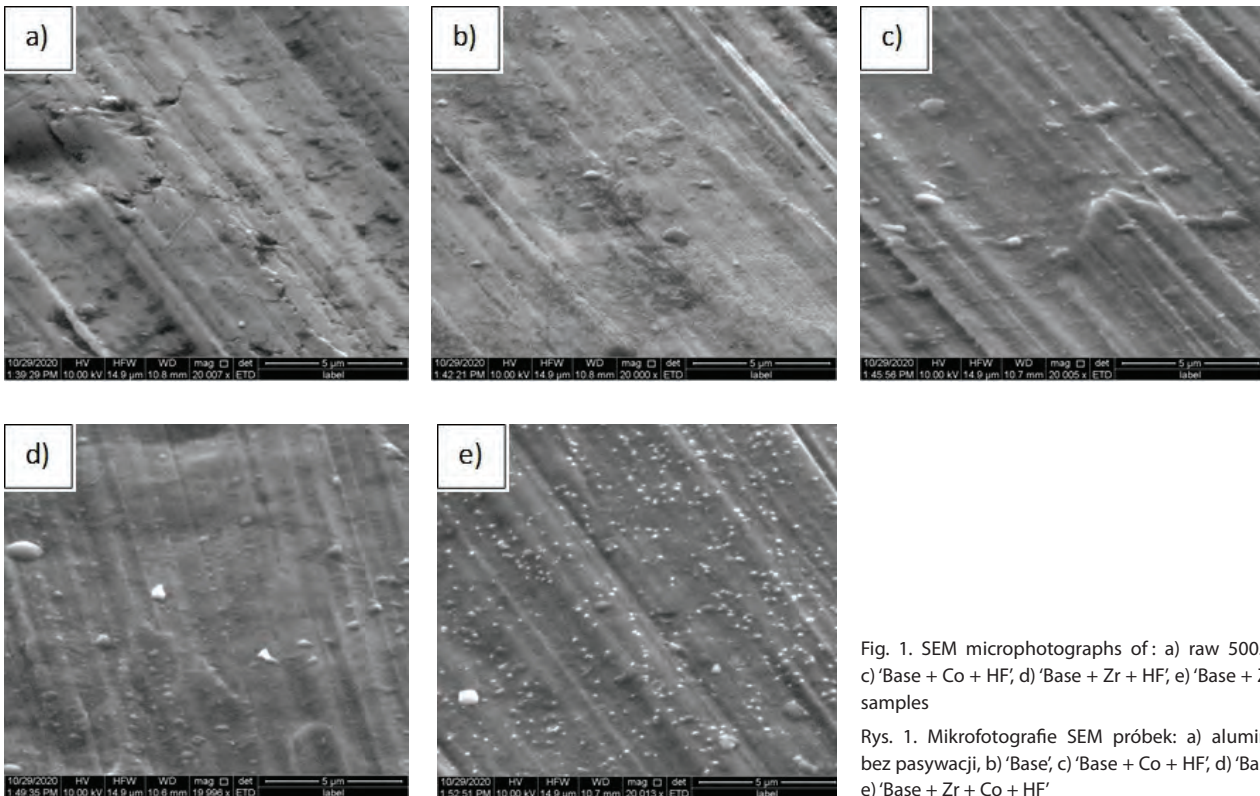 a)
b)
c)
10/29/2020 HV HFW WD mag □ det 5 µm
1:39:29 PM 10.00 kV 14.9 µm 10.8 mm 20 007 x ETD label
10/29/2020 HV HFW WD mag □ det 5 µm
1:42:21 PM 10.00 kV 14.9 µm 10.8 mm 20 000 x ETD label
10/29/2020 HV HFW WD mag □ det 5 µm
1:45:56 PM 10.00 kV 14.9 µm 10.7 mm 20 005 x ETD label
d)
e)
10/29/2020 HV HFW WD mag □ det 5 µm
1:49:35 PM 10.00 kV 14.9 µm 10.6 mm 19 996 x ETD label
10/29/2020 HV HFW WD mag □ det 5 µm
1:52:51 PM 10.00 kV 14.9 µm 10.7 mm 20 013 x ETD label
Fig. 1. SEM microphotographs of: a) raw 500
c) ‘Base + Co + HF’, d) ‘Base + Zr + HF’, e) ‘Base +
samples
Rys. 1. Mikrofotografie SEM próbek: a)
bez pasywacji, b) ‘Base’, c) ‘Base + Co + HF’, d)
e) ‘Base + Zr + Co + HF’